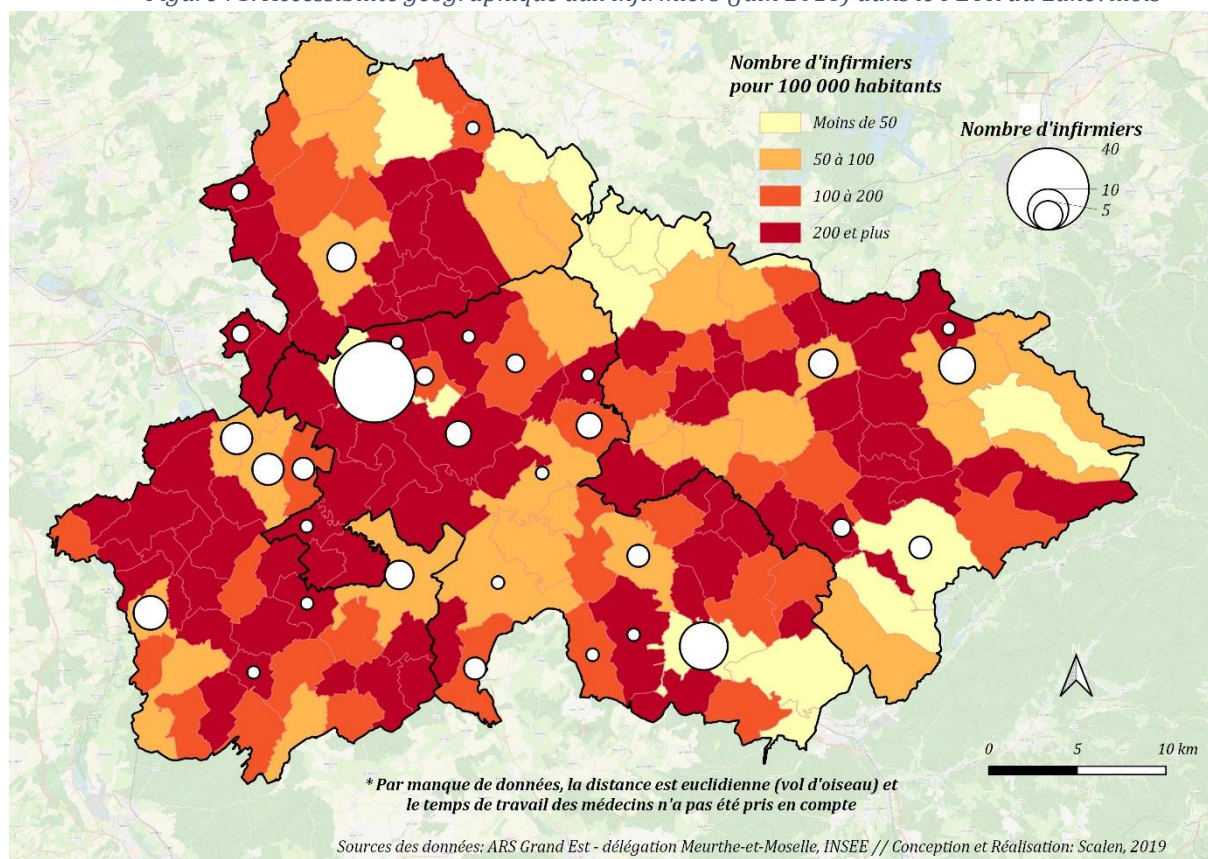 Nombre d'infirmiers
pour 100 000 habitants
Moins de 50
50 à 100
100 à 200
200 et plus
Nombre d'infirmiers
40
10
5
0 5 10 km
* Par manque de données, la distance est euclidienne (vol d'oiseau) et
le temps de travail des médecins n'a pas été pris en compte
Sources des données: ARS Grand Est - délégation Meurthe-et-Moselle, INSEE // Conception et Réalisation: Scalen, 2019